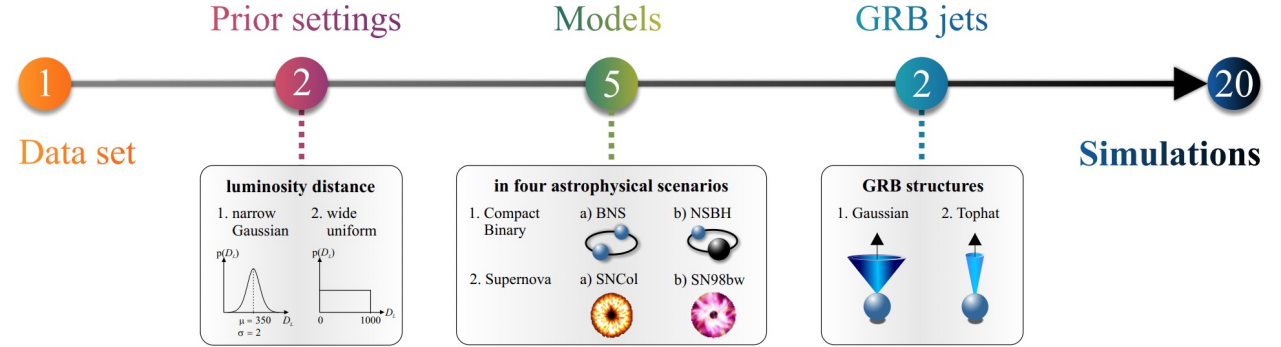 Prior settings
Models
GRB jets
1
2
5
2
20
Data set
Simulations
luminosity distance
1. narrow
Gaussian
2. wide
uniform
p(D_L)
D_L
μ = 350
σ = 2
p(D_L)
D_L
0
1000
in four astrophysical scenarios
1. Compact
Binary
a) BNS
b) NSBH
2. Supernova
a) SNCol
b) SN98bw
GRB structures
1. Gaussian
2. Tophat